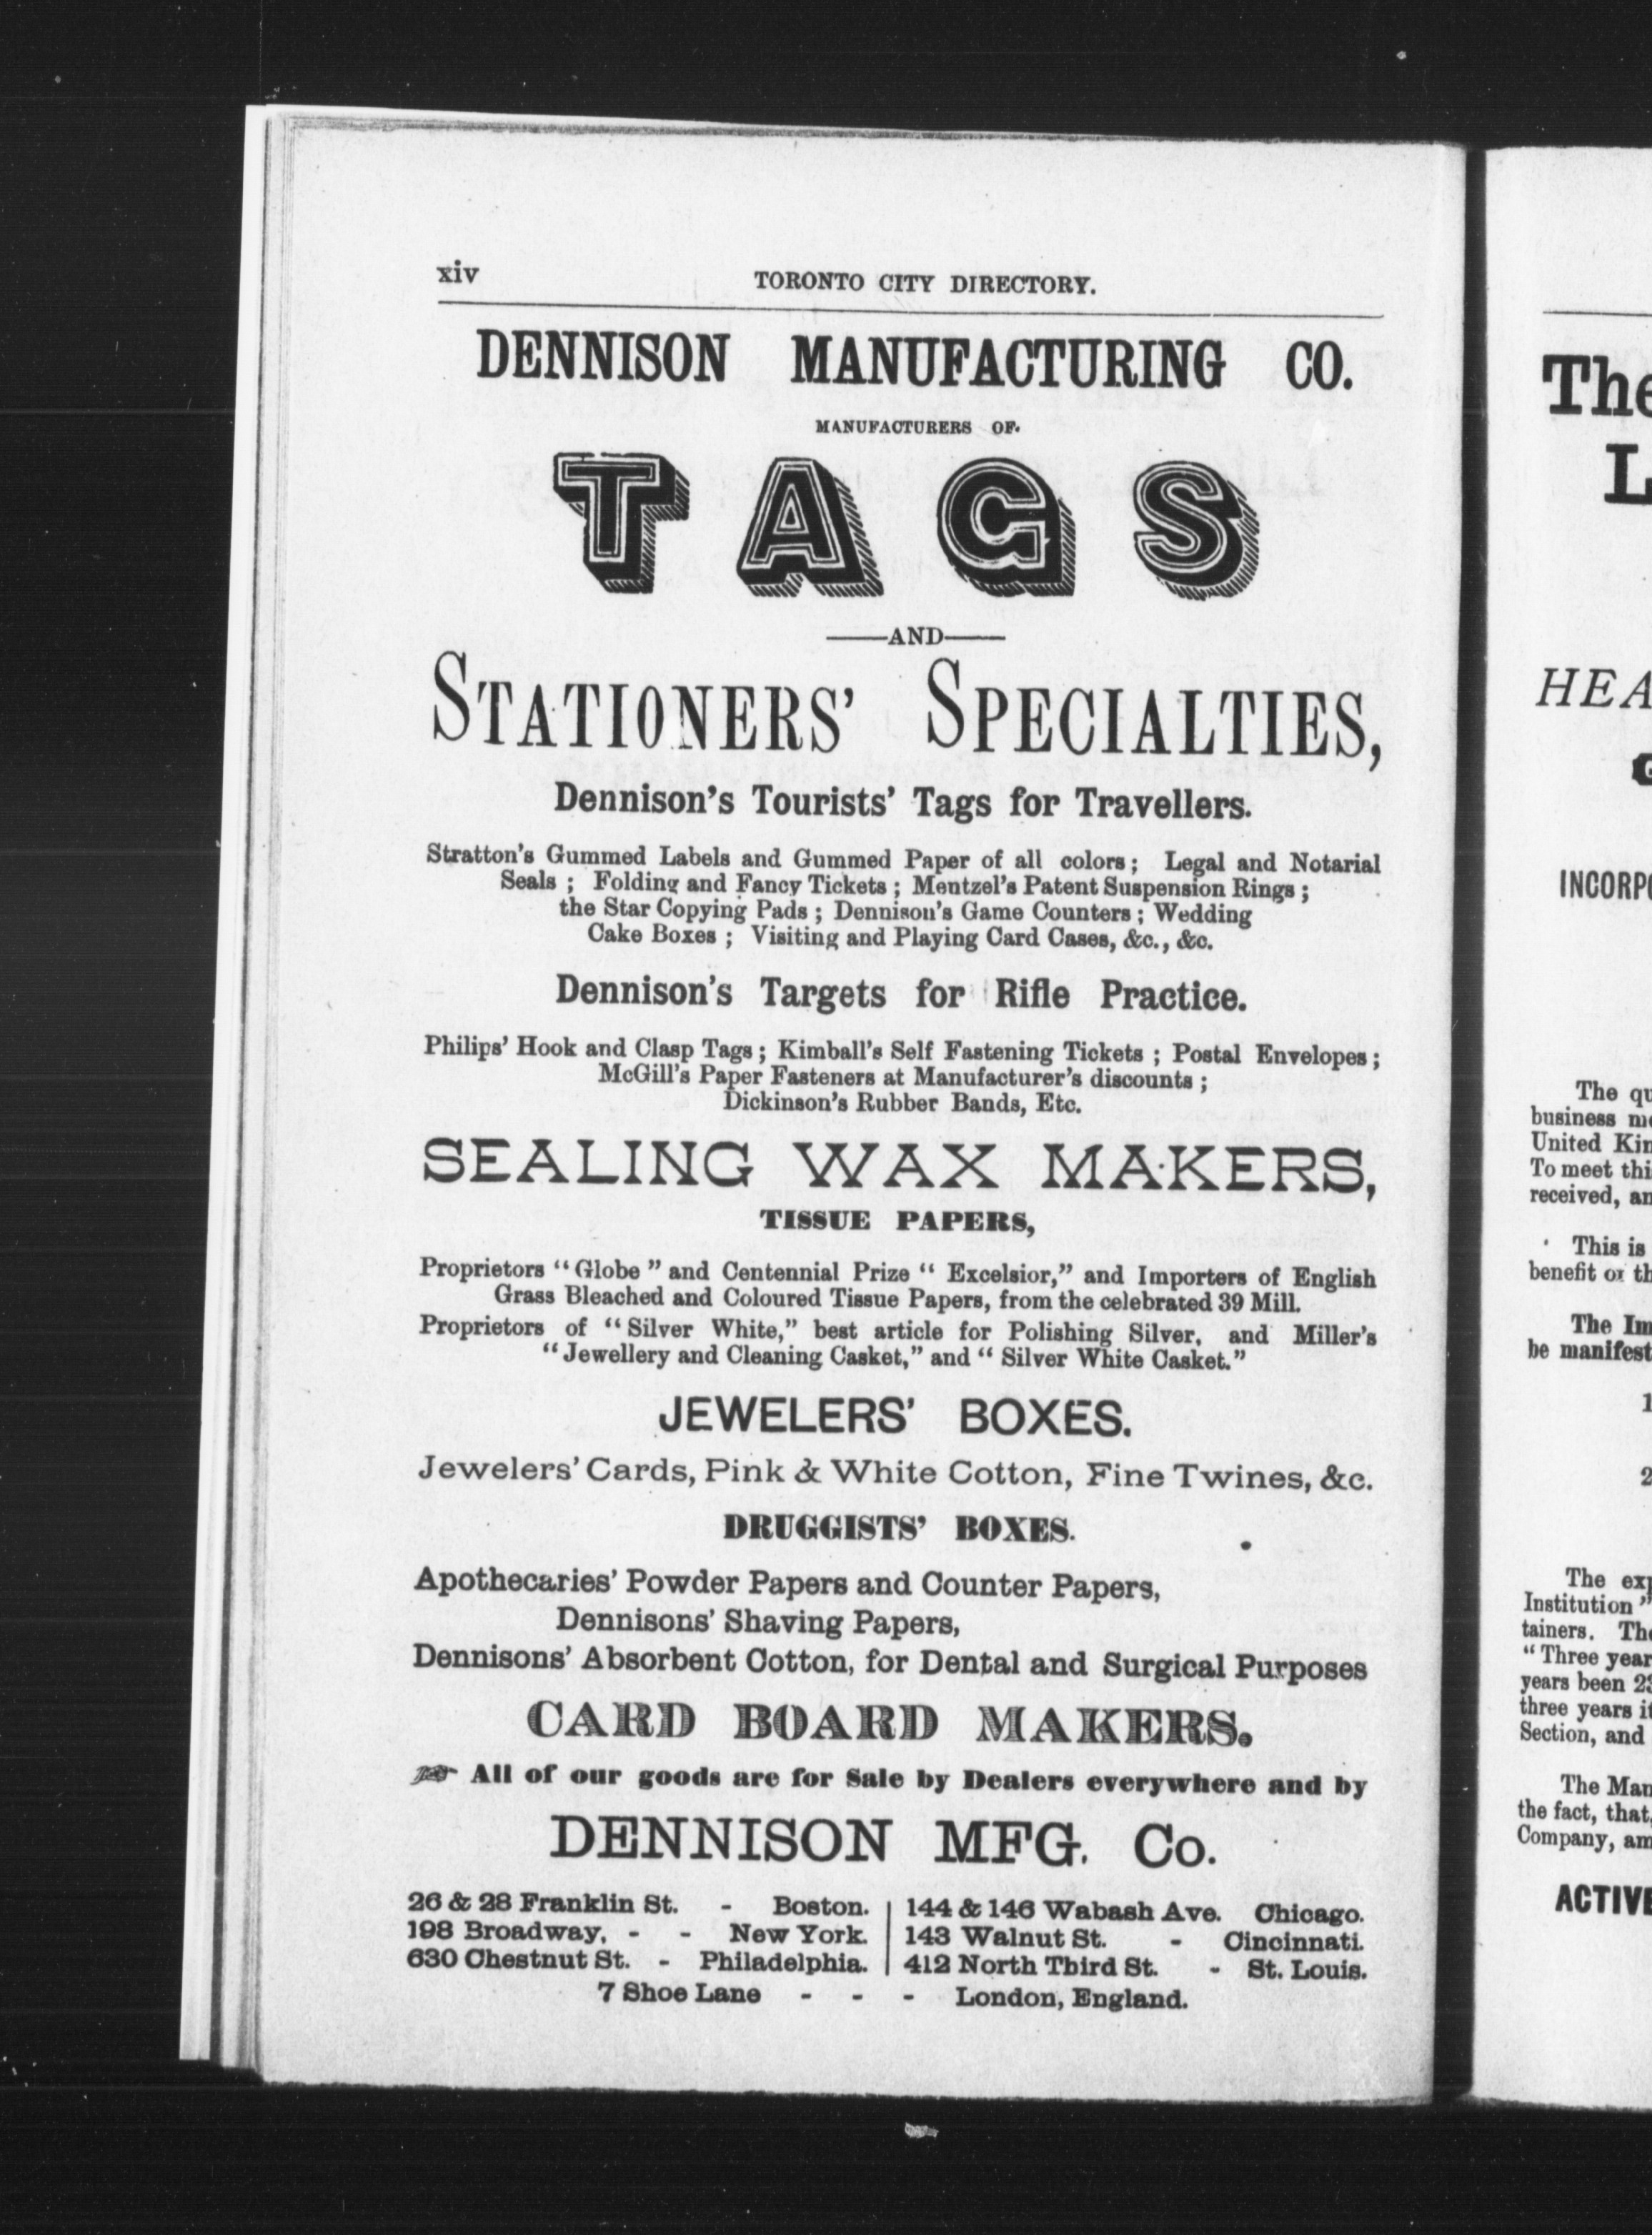 xiv
TORONTO CITY DIRECTORY.
DENNISON MANUFACTURING CO.
MANUFACTURERS OF
TAGS
AND
STATIONERS' SPECIALTIES,
Dennison's Tourists' Tags for Travellers.
Stratton's Gummed Labels and Gummed Paper of all colors; Legal and Notarial
Seals ; Folding and Fancy Tickets ; Mentzel's Patent Suspension Rings ;
the Star Copying Pads ; Dennison's Game Counters ; Wedding
Cake Boxes ; Visiting and Playing Card Cases, &c., &c.
Dennison's Targets for Rifle Practice.
Philips' Hook and Clasp Tags ; Kimball's Self Fastening Tickets ; Postal Envelopes ;
McGill's Paper Fasteners at Manufacturer's discounts ;
Dickinson's Rubber Bands, Etc.
SEALING WAX MAKERS,
TISSUE PAPERS,
Proprietors "Globe" and Centennial Prize "Excelsior," and Importers of English
Grass Bleached and Coloured Tissue Papers, from the celebrated 39 Mill.
Proprietors of "Silver White," best article for Polishing Silver, and Miller's
"Jewellery and Cleaning Casket," and "Silver White Casket."
JEWELERS' BOXES.
Jewelers' Cards, Pink & White Cotton, Fine Twines, &c.
DRUGGISTS' BOXES.
Apothecaries' Powder Papers and Counter Papers,
Dennisons' Shaving Papers,
Dennisons' Absorbent Cotton, for Dental and Surgical Purposes
CARD BOARD MAKERS.
All of our goods are for Sale by Dealers everywhere and by
DENNISON MFG. Co.
26 & 28 Franklin St. - Boston.
198 Broadway, - - New York.
630 Chestnut St. - Philadelphia.
144 & 146 Wabash Ave. Chicago.
143 Walnut St. - Cincinnati.
412 North Third St. - St. Louis.
7 Shoe Lane - - - London, England.
The
L
HEA
INCORPO
The qu
business
United Kin
To meet thi
received, an
This is
benefit or th
The Im
be manifest
1
2
The exp
Institution"
tainers. The
"Three year
years been 23
three years it
Section, and
The Man
the fact, that,
Company, am
ACTIVE